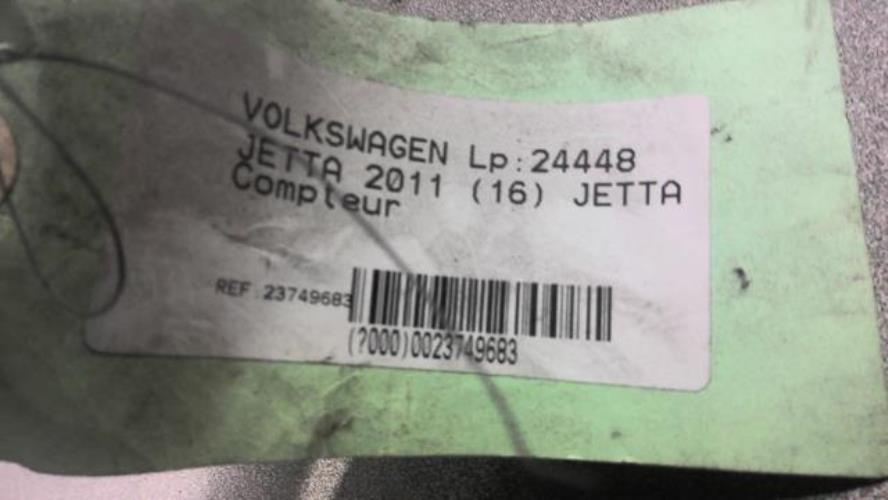 VOLKSWAGEN Lp:24448
JETTA 2011 (16) JETTA
Compteur
REF:23749683
(?000)0023749683